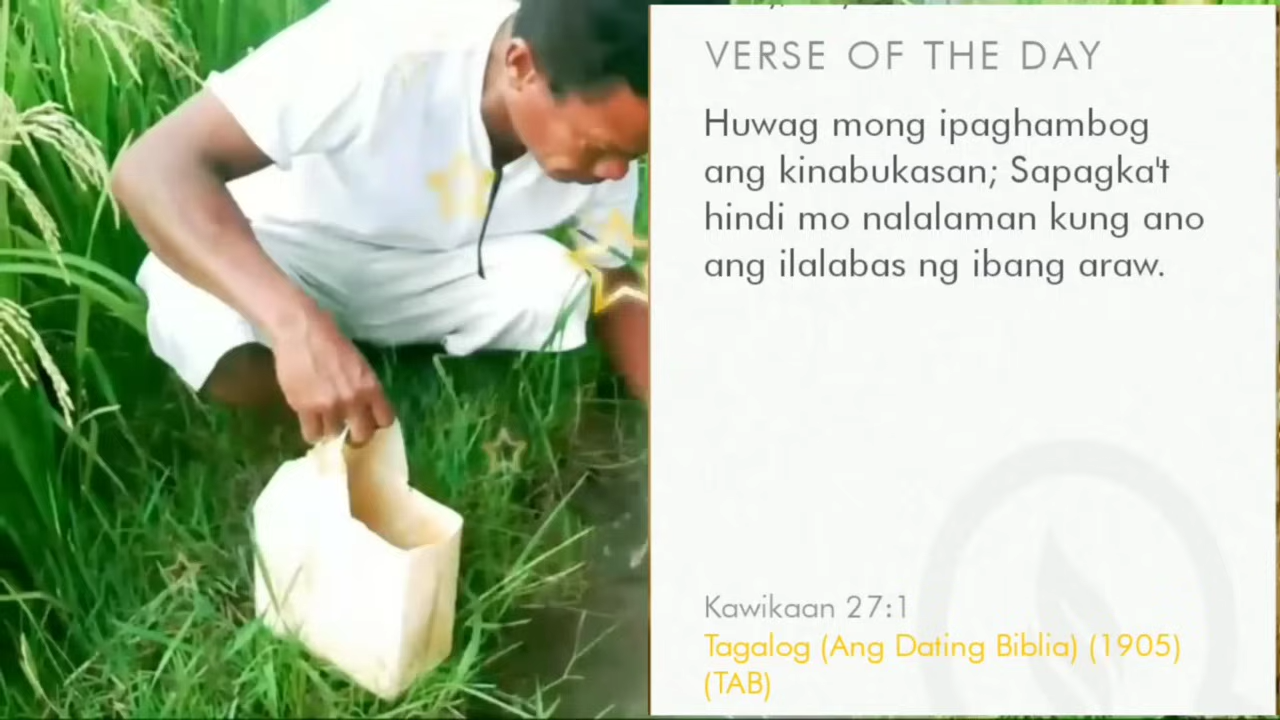 VERSE OF THE DAY
Huwag mong ipaghambog
ang kinabukasan; Sapagka't
hindi mo nalalaman kung ano
ang ilalabas ng ibang araw.
Kawikaan 27:1
Tagalog (Ang Dating Biblia) (1905)
(TAB)